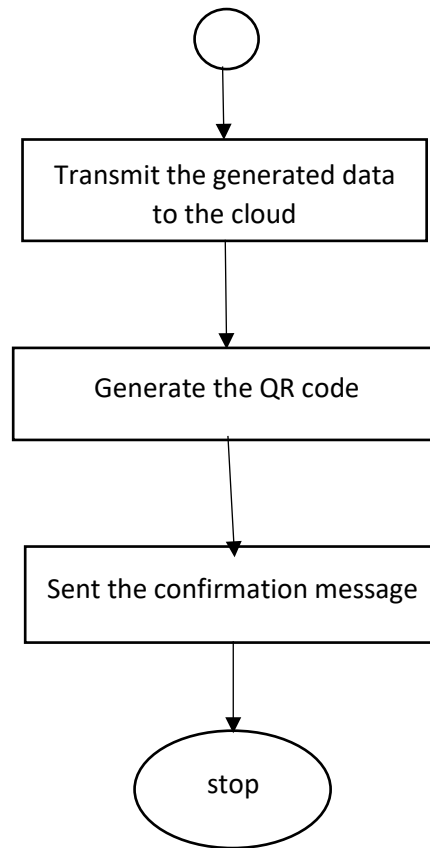 Transmit the generated data
to the cloud
Generate the QR code
Sent the confirmation message
stop